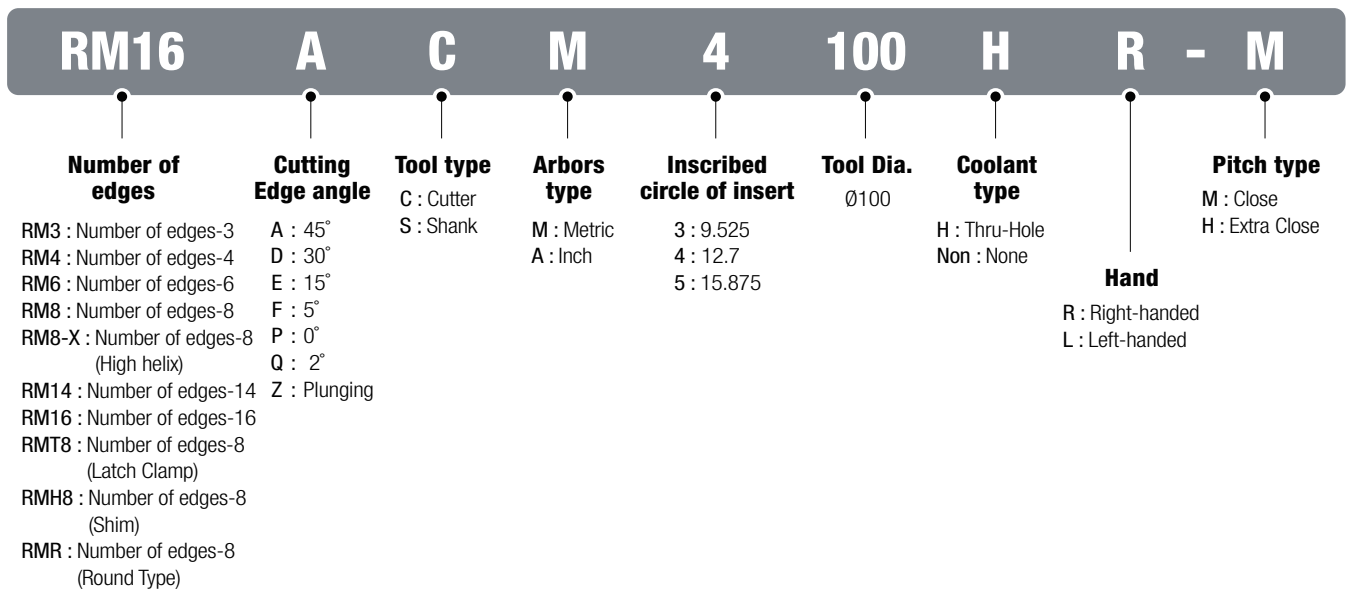 RM16 A C M 4 100 H R - M
Number of
edges
RM3 : Number of edges-3
RM4 : Number of edges-4
RM6 : Number of edges-6
RM8 : Number of edges-8
RM8-X : Number of edges-8
(High helix)
RM14 : Number of edges-14
RM16 : Number of edges-16
RMT8 : Number of edges-8
(Latch Clamp)
RMH8 : Number of edges-8
(Shim)
RMR : Number of edges-8
(Round Type)
Cutting
Edge angle
A : 45˚
D : 30˚
E : 15˚
F : 5˚
P : 0˚
Q : 2˚
Z : Plunging
Tool type
C : Cutter
S : Shank
Arbors
type
M : Metric
A : Inch
Inscribed
circle of insert
3 : 9.525
4 : 12.7
5 : 15.875
Tool Dia.
Ø100
Coolant
type
H : Thru-Hole
Non : None
Hand
R : Right-handed
L : Left-handed
Pitch type
M : Close
H : Extra Close